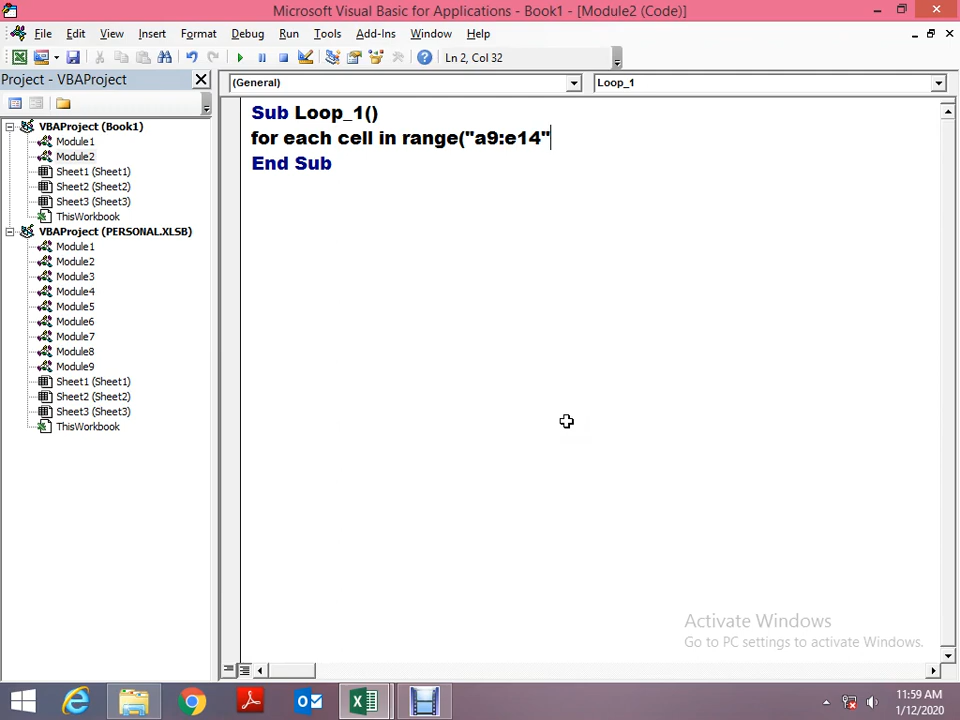 Microsoft Visual Basic for Applications - Book1 - [Module2 (Code)]
File Edit View Insert Format Debug Run Tools Add-Ins Window Help
Ln 2, Col 32
Project - VBAProject
(General)
Loop_1
VBAProject (Book1)
Module1
Module2
Sheet1 (Sheet1)
Sheet2 (Sheet2)
Sheet3 (Sheet3)
ThisWorkbook
VBAProject (PERSONAL.XLSB)
Module1
Module2
Module3
Module4
Module5
Module6
Module7
Module8
Module9
Sheet1 (Sheet1)
Sheet2 (Sheet2)
Sheet3 (Sheet3)
ThisWorkbook
Sub Loop_1()
for each cell in range("a9:e14"
End Sub
Activate Windows
Go to PC settings to activate Windows.
11:59 AM
1/12/2020